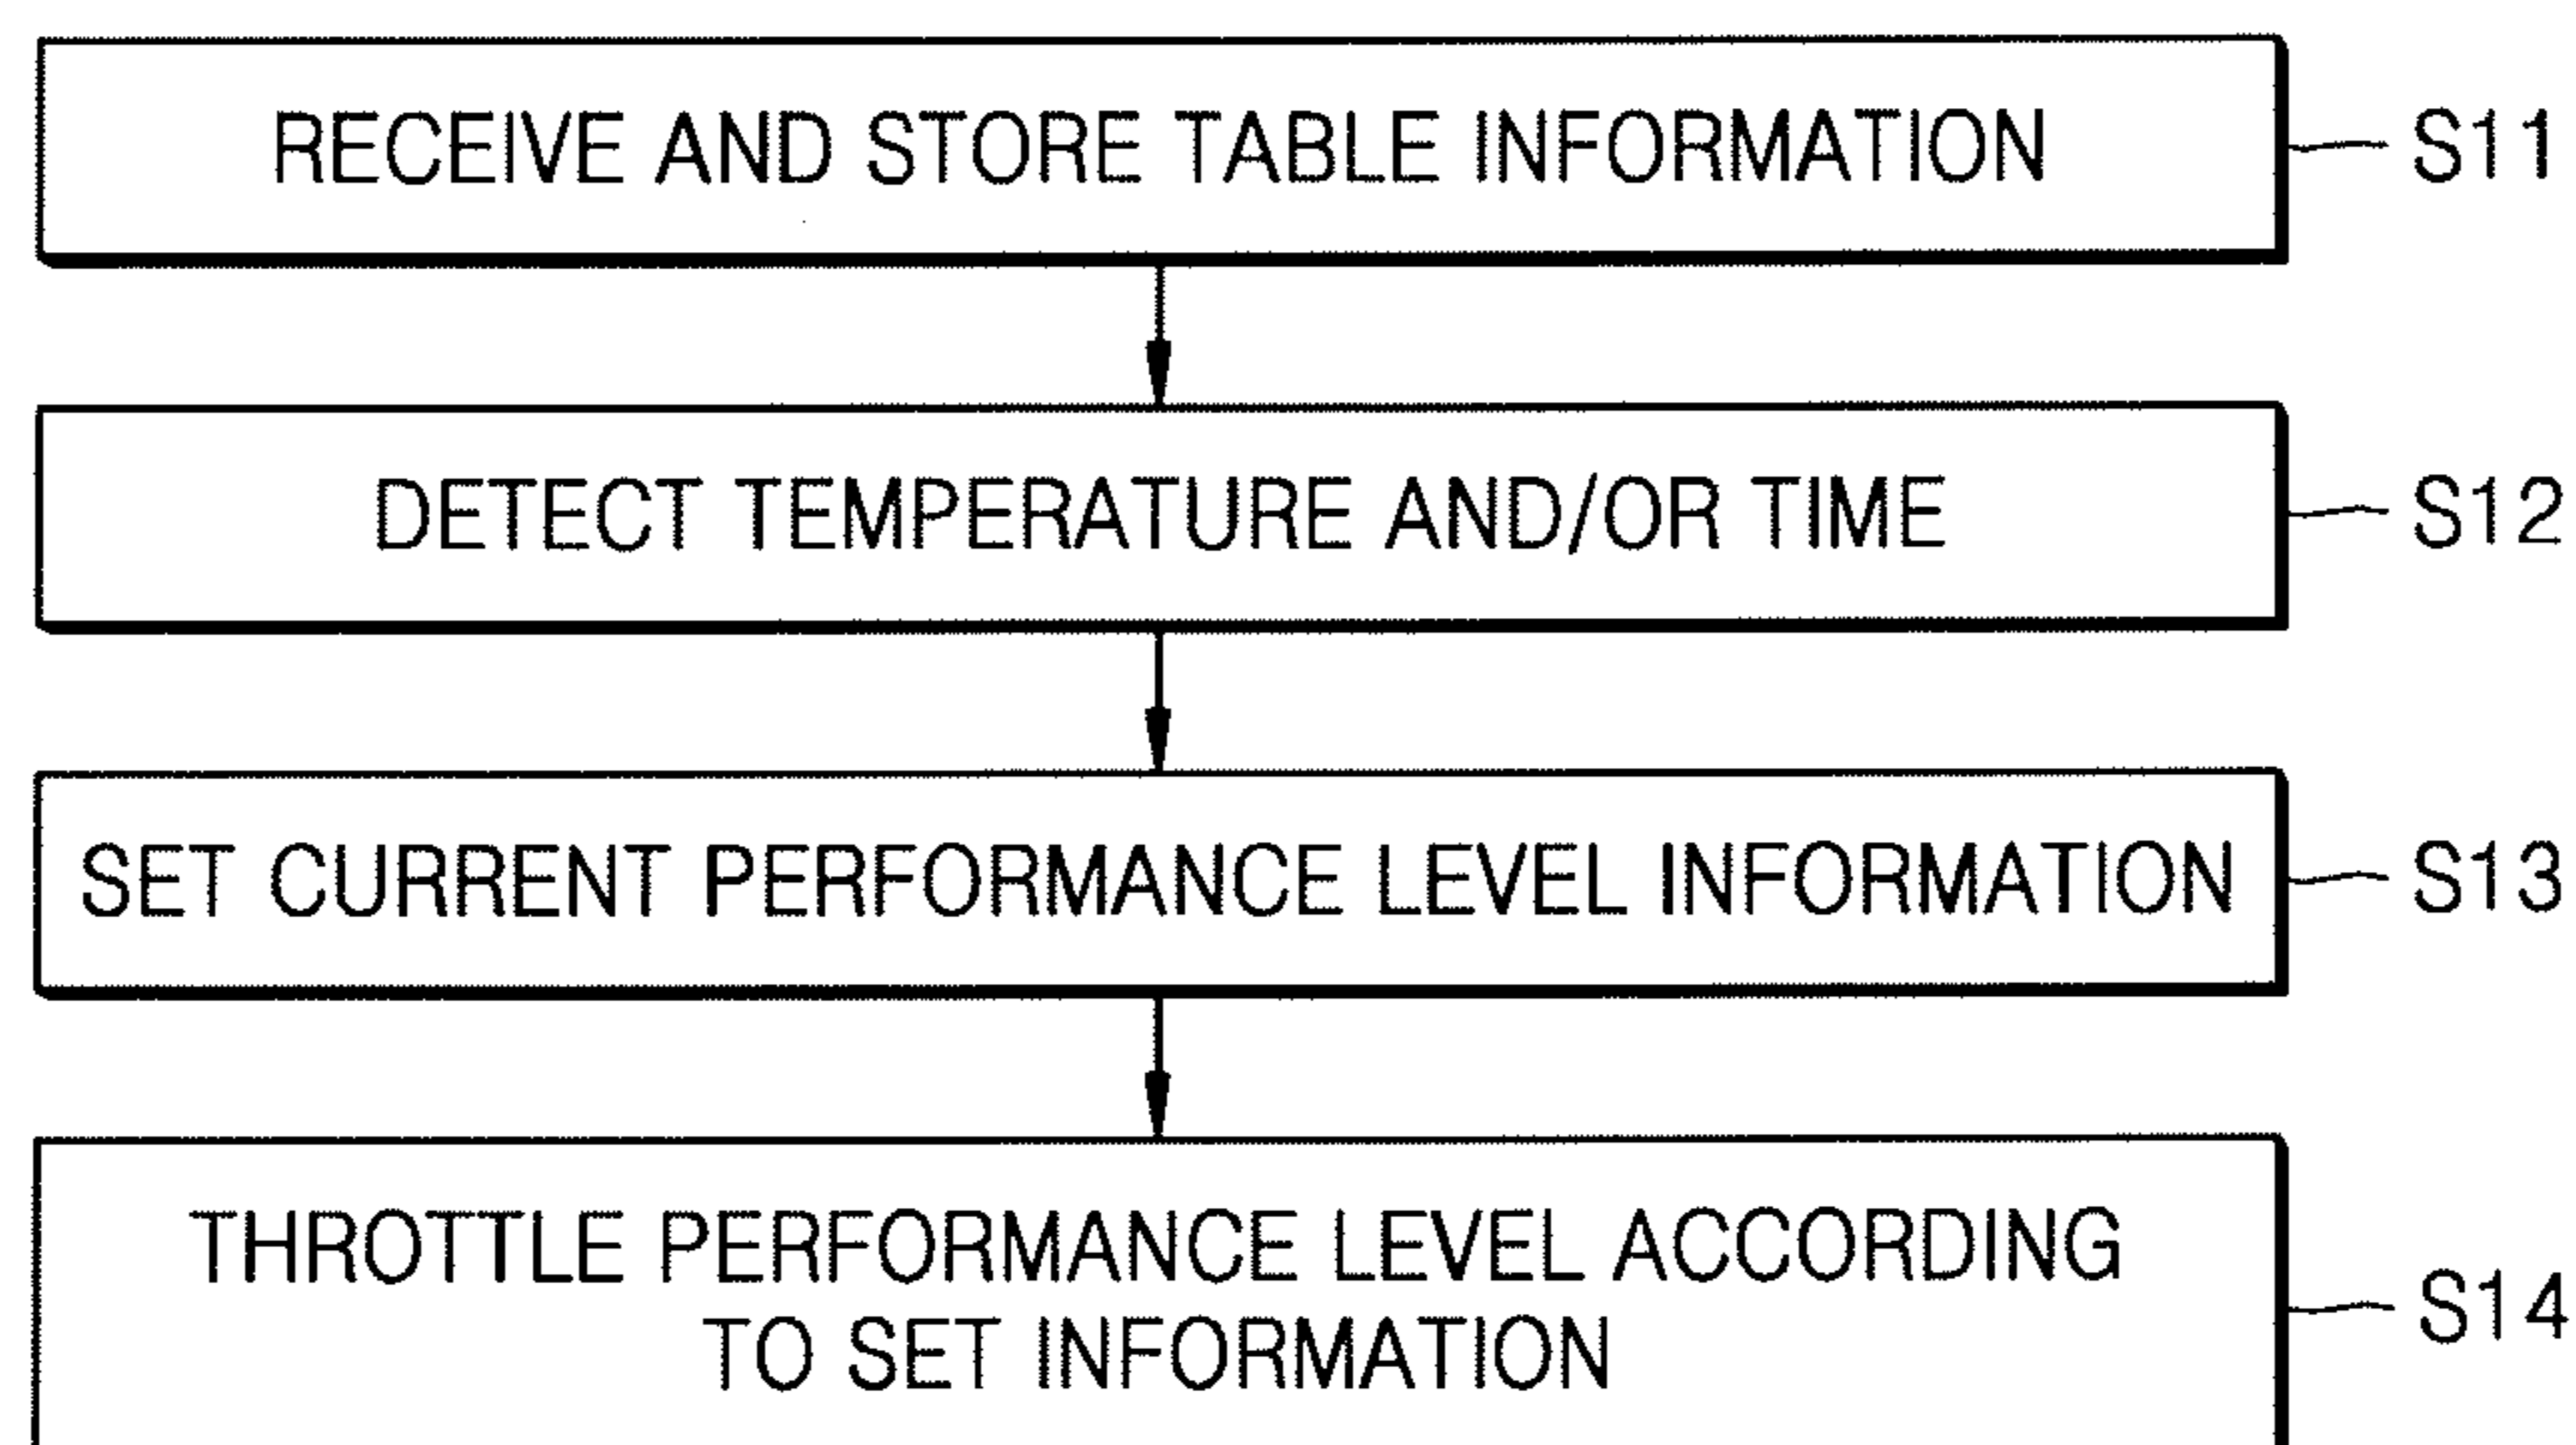 RECEIVE AND STORE TABLE INFORMATION S11
DETECT TEMPERATURE AND/OR TIME S12
SET CURRENT PERFORMANCE LEVEL INFORMATION S13
THROTTLE PERFORMANCE LEVEL ACCORDING
TO SET INFORMATION S14